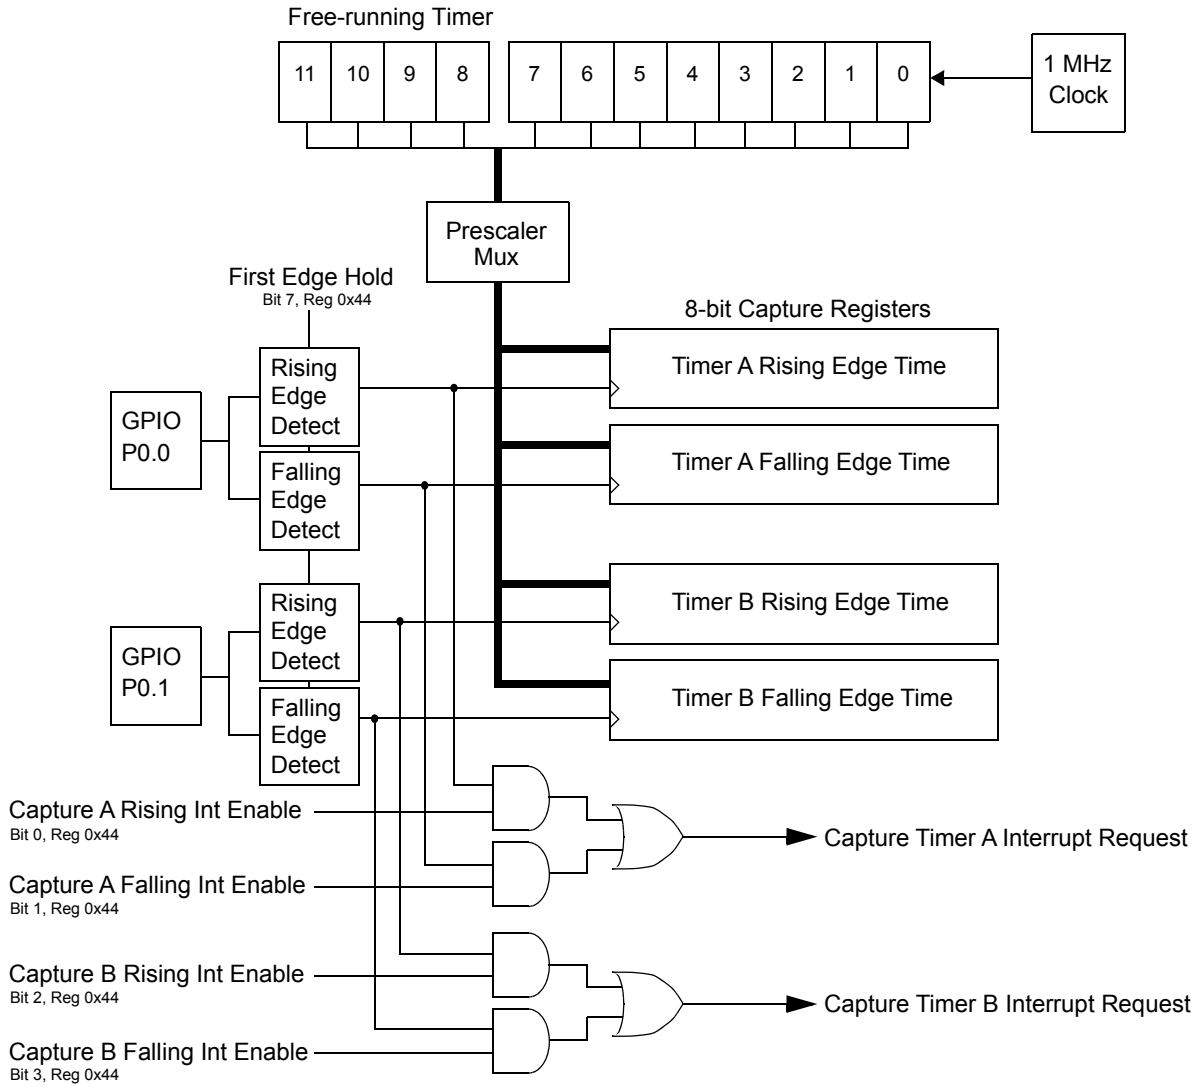 Free-running Timer
11 10 9 8 7 6 5 4 3 2 1 0
1 MHz
Clock
Prescaler
Mux
First Edge Hold
Bit 7, Reg 0x44
8-bit Capture Registers
Rising
Edge
Detect
Timer A Rising Edge Time
GPIO
P0.0
Falling
Edge
Detect
Timer A Falling Edge Time
Rising
Edge
Detect
Timer B Rising Edge Time
GPIO
P0.1
Falling
Edge
Detect
Timer B Falling Edge Time
Capture A Rising Int Enable
Bit 0, Reg 0x44
Capture Timer A Interrupt Request
Capture A Falling Int Enable
Bit 1, Reg 0x44
Capture B Rising Int Enable
Bit 2, Reg 0x44
Capture Timer B Interrupt Request
Capture B Falling Int Enable
Bit 3, Reg 0x44